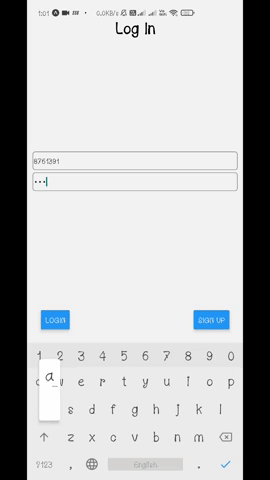 1:01 0.0KB/s
Log In
8761391
•••
LOGIN SIGN UP
1 2 3 4 5 6 7 8 9 0
w e r t y u i o p
a
s d f g h j k l
z x c v b n m
?123 , English .